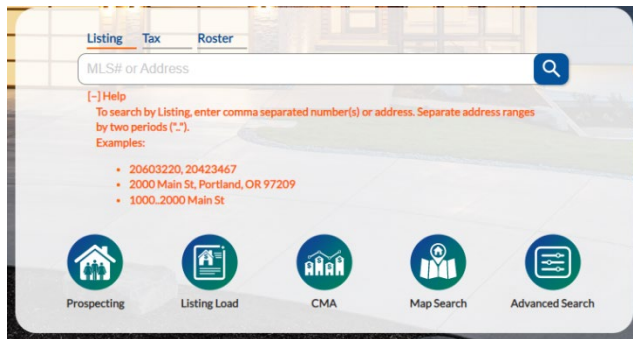 Listing Tax Roster
MLS# or Address
[–] Help
To search by Listing, enter comma separated number(s) or address. Separate address ranges
by two periods ("..").
Examples:
• 20603220, 20423467
• 2000 Main St, Portland, OR 97209
• 1000..2000 Main St
Prospecting Listing Load CMA Map Search Advanced Search